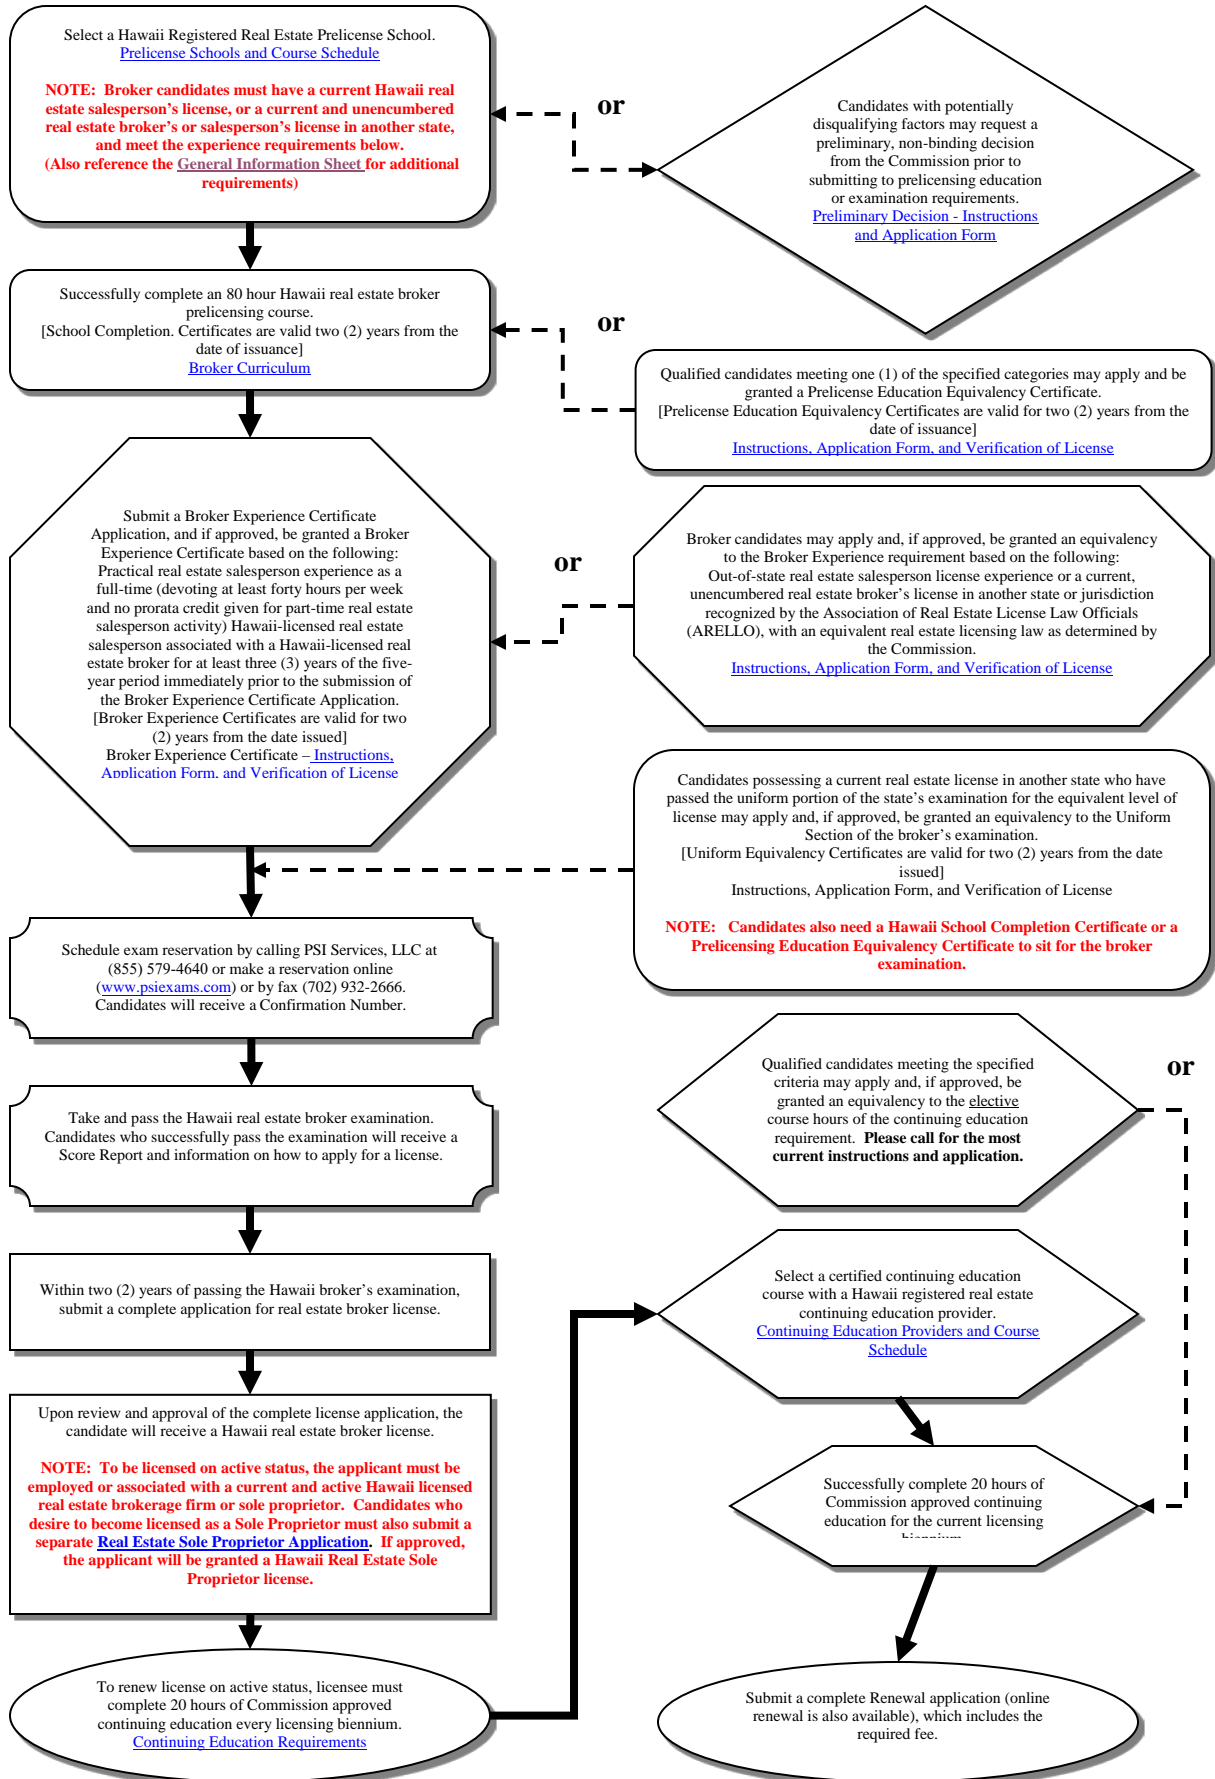 Select a Hawaii Registered Real Estate Prelicense School.
Prelicense Schools and Course Schedule
NOTE:  Broker candidates must have a current Hawaii real
estate salesperson's license, or a current and unencumbered
real estate broker's or salesperson's license in another state,
and meet the experience requirements below.
(Also reference the General Information Sheet for additional
requirements)
or
Candidates with potentially
disqualifying factors may request a
preliminary, non-binding decision
from the Commission prior to
submitting to prelicensing education
or examination requirements.
Preliminary Decision - Instructions
and Application Form
Successfully complete an 80 hour Hawaii real estate broker
prelicensing course.
[School Completion. Certificates are valid two (2) years from the
date of issuance]
Broker Curriculum
or
Qualified candidates meeting one (1) of the specified categories may apply and be
granted a Prelicense Education Equivalency Certificate.
[Prelicense Education Equivalency Certificates are valid for two (2) years from the
date of issuance]
Instructions, Application Form, and Verification of License
Submit a Broker Experience Certificate
Application, and if approved, be granted a Broker
Experience Certificate based on the following:
Practical real estate salesperson experience as a
full-time (devoting at least forty hours per week
and no prorata credit given for part-time real estate
salesperson activity) Hawaii-licensed real estate
salesperson associated with a Hawaii-licensed real
estate broker for at least three (3) years of the five-
year period immediately prior to the submission of
the Broker Experience Certificate Application.
[Broker Experience Certificates are valid for two
(2) years from the date issued]
Broker Experience Certificate – Instructions,
Application Form, and Verification of License
or
Broker candidates may apply and, if approved, be granted an equivalency
to the Broker Experience requirement based on the following:
Out-of-state real estate salesperson license experience or a current,
unencumbered real estate broker's license in another state or jurisdiction
recognized by the Association of Real Estate License Law Officials
(ARELLO), with an equivalent real estate licensing law as determined by
the Commission.
Instructions, Application Form, and Verification of License
Candidates possessing a current real estate license in another state who have
passed the uniform portion of the state's examination for the equivalent level of
license may apply and, if approved, be granted an equivalency to the Uniform
Section of the broker's examination.
[Uniform Equivalency Certificates are valid for two (2) years from the date
issued]
Instructions, Application Form, and Verification of License
NOTE:   Candidates also need a Hawaii School Completion Certificate or a
Prelicensing Education Equivalency Certificate to sit for the broker
examination.
Schedule exam reservation by calling PSI Services, LLC at
(855) 579-4640 or make a reservation online
(www.psiexams.com) or by fax (702) 932-2666.
Candidates will receive a Confirmation Number.
Take and pass the Hawaii real estate broker examination.
Candidates who successfully pass the examination will receive a
Score Report and information on how to apply for a license.
Within two (2) years of passing the Hawaii broker's examination,
submit a complete application for real estate broker license.
Upon review and approval of the complete license application, the
candidate will receive a Hawaii real estate broker license.
NOTE:  To be licensed on active status, the applicant must be
employed or associated with a current and active Hawaii licensed
real estate brokerage firm or sole proprietor.  Candidates who
desire to become licensed as a Sole Proprietor must also submit a
separate Real Estate Sole Proprietor Application.  If approved,
the applicant will be granted a Hawaii Real Estate Sole
Proprietor license.
To renew license on active status, licensee must
complete 20 hours of Commission approved
continuing education every licensing biennium.
Continuing Education Requirements
Qualified candidates meeting the specified
criteria may apply and, if approved, be
granted an equivalency to the elective
course hours of the continuing education
requirement.  Please call for the most
current instructions and application.
or
Select a certified continuing education
course with a Hawaii registered real estate
continuing education provider.
Continuing Education Providers and Course
Schedule
Successfully complete 20 hours of
Commission approved continuing
education for the current licensing
biennium
Submit a complete Renewal application (online
renewal is also available), which includes the
required fee.